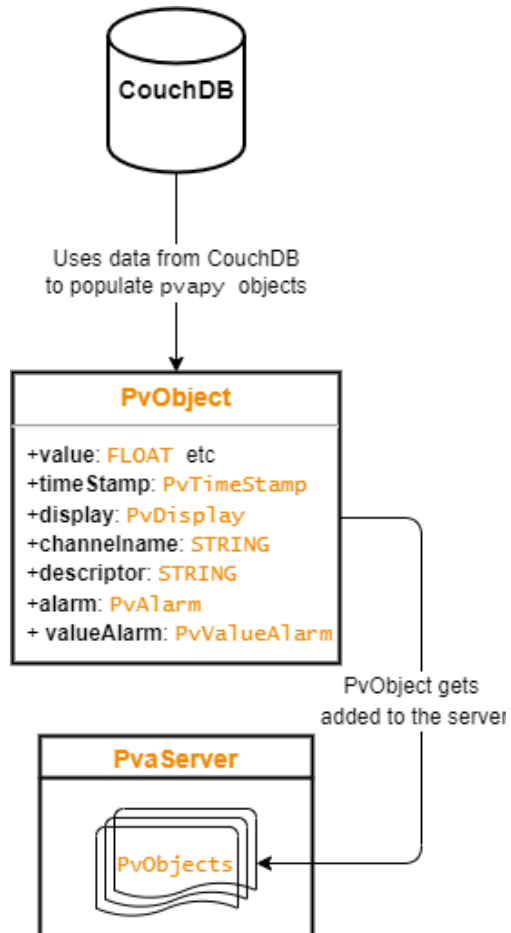 CouchDB
Uses data from CouchDB
to populate pvapy objects
PvObject
+value: FLOAT etc
+timeStamp: PvTimeStamp
+display: PvDisplay
+channelname: STRING
+descriptor: STRING
+alarm: PvAlarm
+ valueAlarm: PvValueAlarm
PvObject gets
added to the server
PvaServer
PvObjects